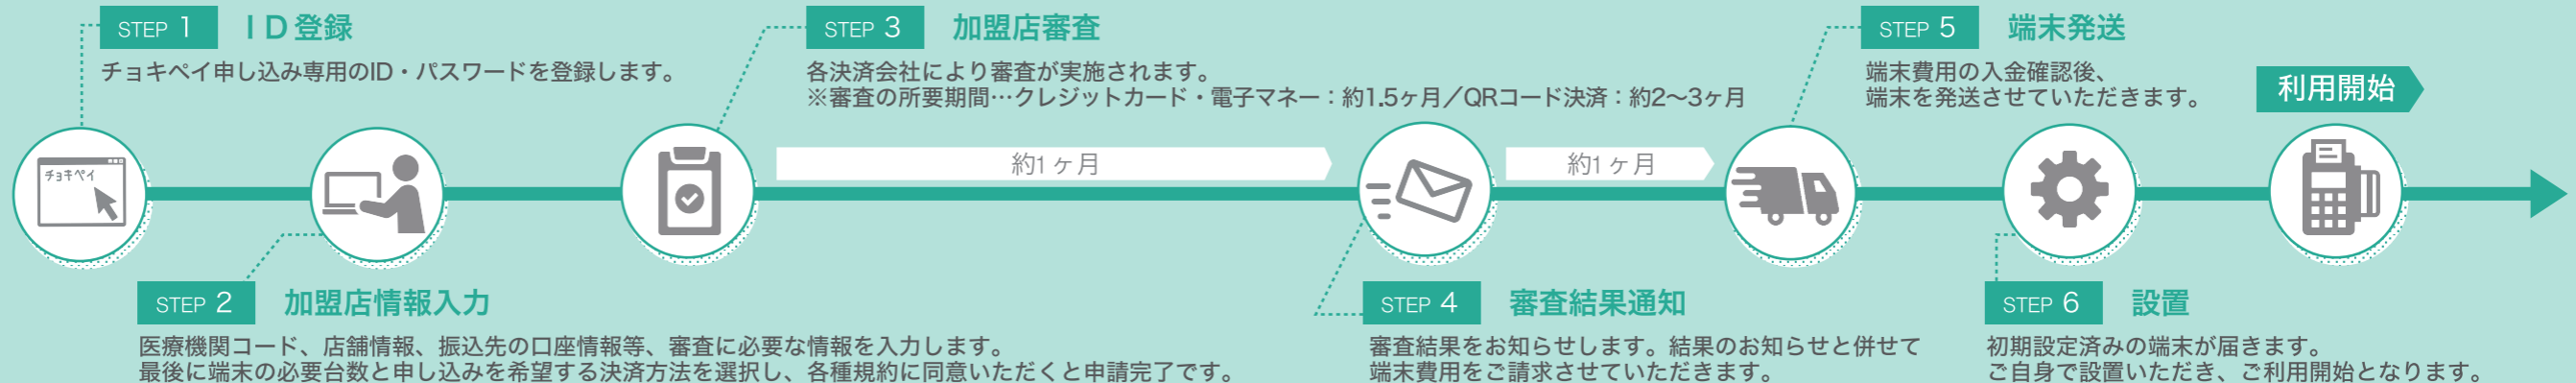 STEP 1 ID登録
チョキペイ申し込み専用のID・パスワードを登録します。
チョキペイ
STEP 2 加盟店情報入力
医療機関コード、店舗情報、振込先の口座情報等、審査に必要な情報を入力します。
最後に端末の必要台数と申し込みを希望する決済方法を選択し、各種規約に同意いただくと申請完了です。
STEP 3 加盟店審査
各決済会社により審査が実施されます。
※審査の所要期間…クレジットカード・電子マネー：約1.5ヶ月／QRコード決済：約2〜3ヶ月
約1ヶ月
STEP 4 審査結果通知
審査結果をお知らせします。結果のお知らせと併せて
端末費用をご請求させていただきます。
約1ヶ月
STEP 5 端末発送
端末費用の入金確認後、
端末を発送させていただきます。
STEP 6 設置
初期設定済みの端末が届きます。
ご自身で設置いただき、ご利用開始となります。
利用開始